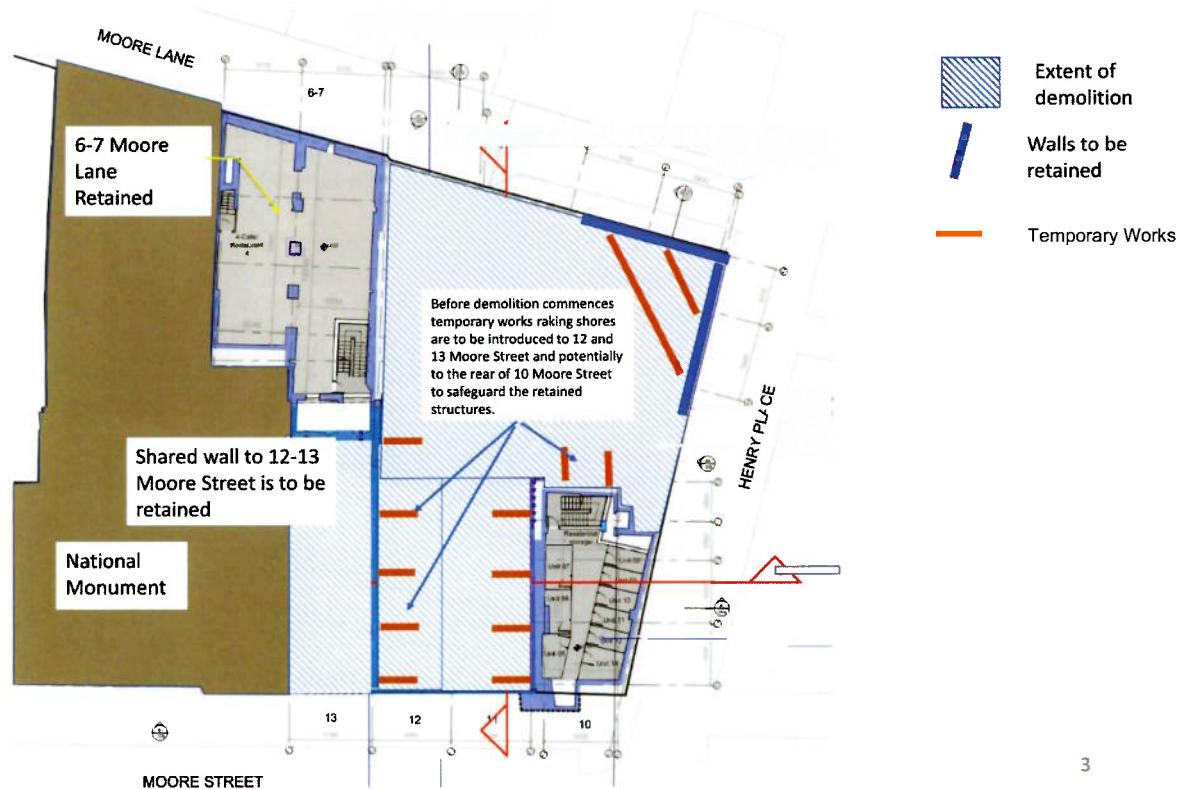 MOORE LANE
6-7
6-7 Moore
Lane
Retained
Extent of
demolition
Walls to be
retained
Temporary Works
Before demolition commences
temporary works raking shores
are to be introduced to 12 and
13 Moore Street and potentially
to the rear of 10 Moore Street
to safeguard the retained
structures.
HENRY PLACE
Shared wall to 12-13
Moore Street is to be
retained
National
Monument
Residential
storage
13
12
11
10
MOORE STREET
3